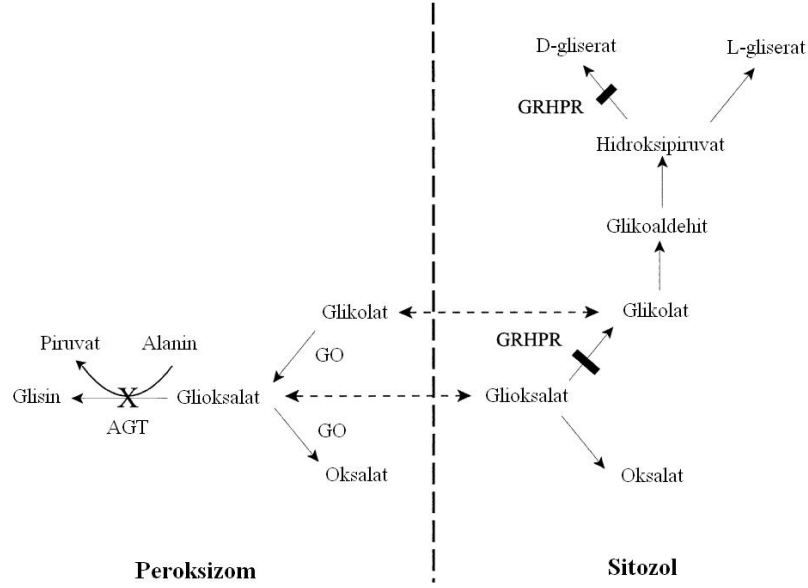 D-gliserat
L-gliserat
GRHPR
Hidroksipiruvat
Glikoaldehit
Glikolat
Glikolat
GRHPR
Piruvat
Alanin
GO
Glisin
X
Glioksalat
Glioksalat
AGT
GO
Oksalat
Oksalat
Peroksizom
Sitozol